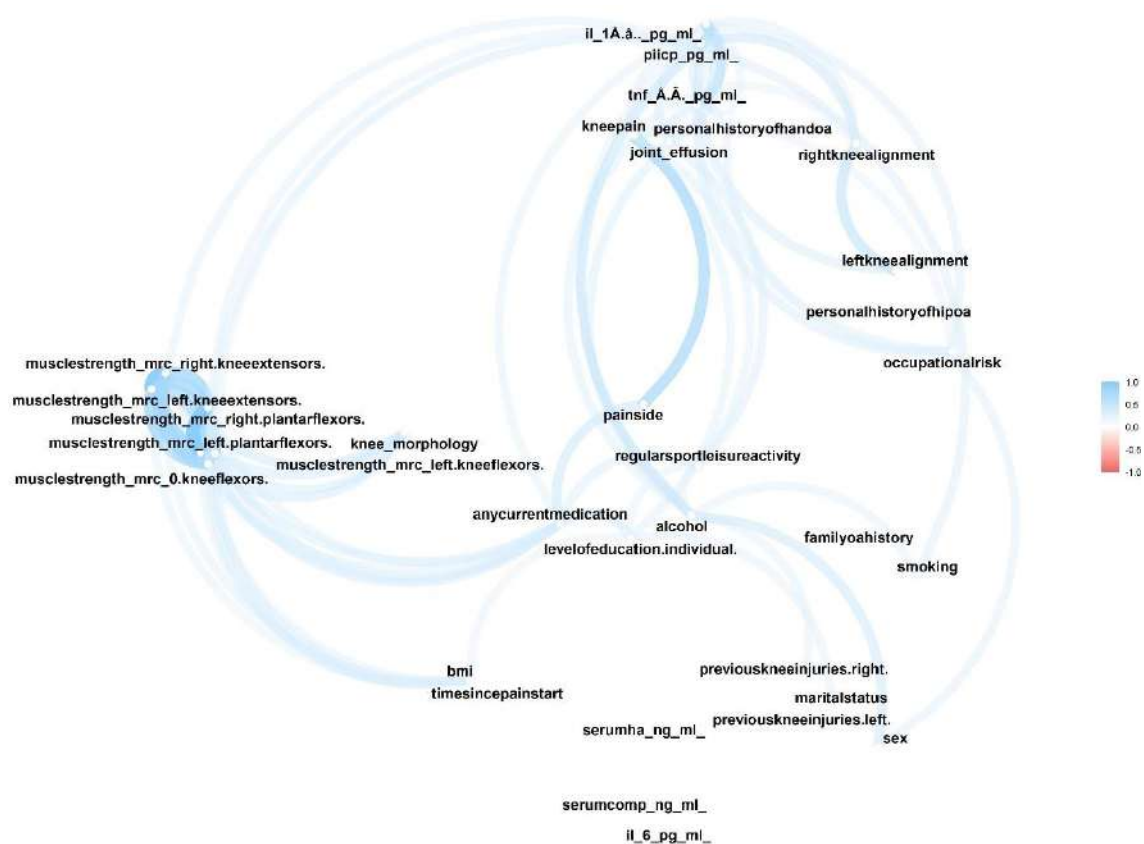 il_1Â.â.._pg_ml_
piicp_pg_ml_
tnf_Â.Ã._pg_ml_
kneepain
personalhistoryofhandoa
joint_effusion
rightkneealignment
leftkneealignment
personalhistoryofhipoa
occupationalrisk
musclestrength_mrc_right.kneeextensors.
musclestrength_mrc_left.kneeextensors.
musclestrength_mrc_right.plantarflexors.
musclestrength_mrc_left.plantarflexors.
knee_morphology
musclestrength_mrc_left.kneeflexors.
musclestrength_mrc_0.kneeflexors.
painside
regularsportleisureactivity
anycurrentmedication
alcohol
levelofeducation.individual.
familyoahistory
smoking
bmi
timesincepainstart
previouskneeinjuries.right.
maritalstatus
previouskneeinjuries.left.
serumha_ng_ml_
sex
serumcomp_ng_ml_
il_6_pg_ml_
1.0
0.5
0.0
-0.5
-1.0